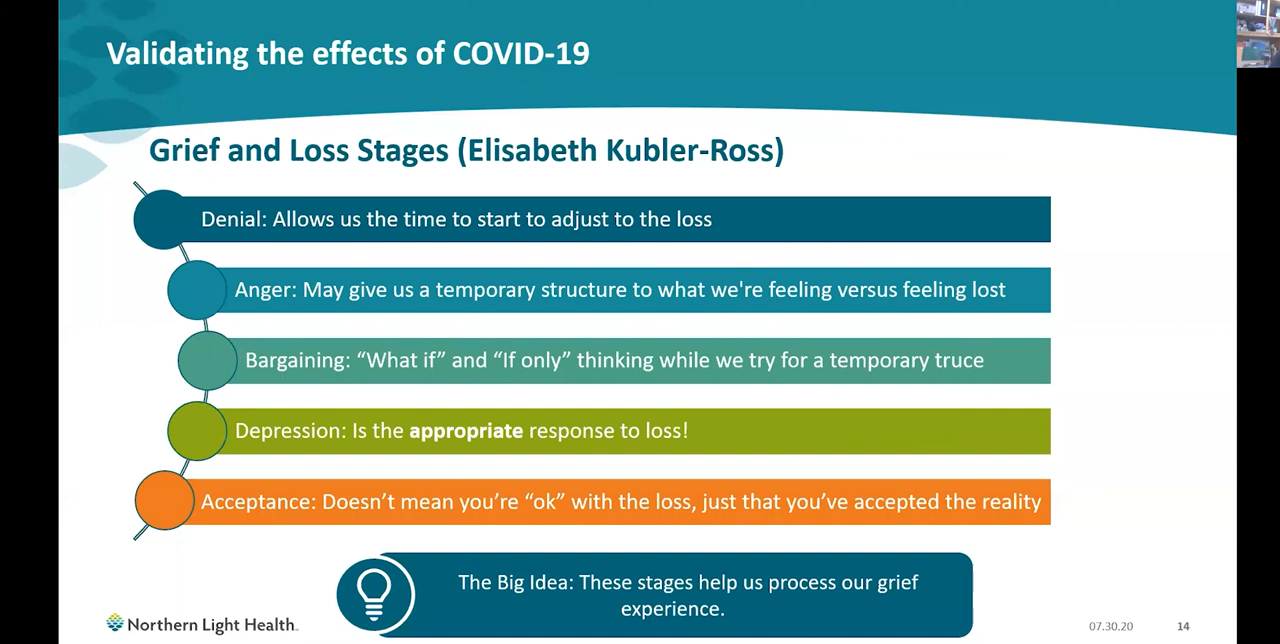 Validating the effects of COVID-19
Grief and Loss Stages (Elisabeth Kubler-Ross)
Denial: Allows us the time to start to adjust to the loss
Anger: May give us a temporary structure to what we're feeling versus feeling lost
Bargaining: “What if” and “If only” thinking while we try for a temporary truce
Depression: Is the appropriate response to loss!
Acceptance: Doesn’t mean you’re “ok” with the loss, just that you’ve accepted the reality
The Big Idea: These stages help us process our grief
experience.
Northern Light Health.
07.30.20
14